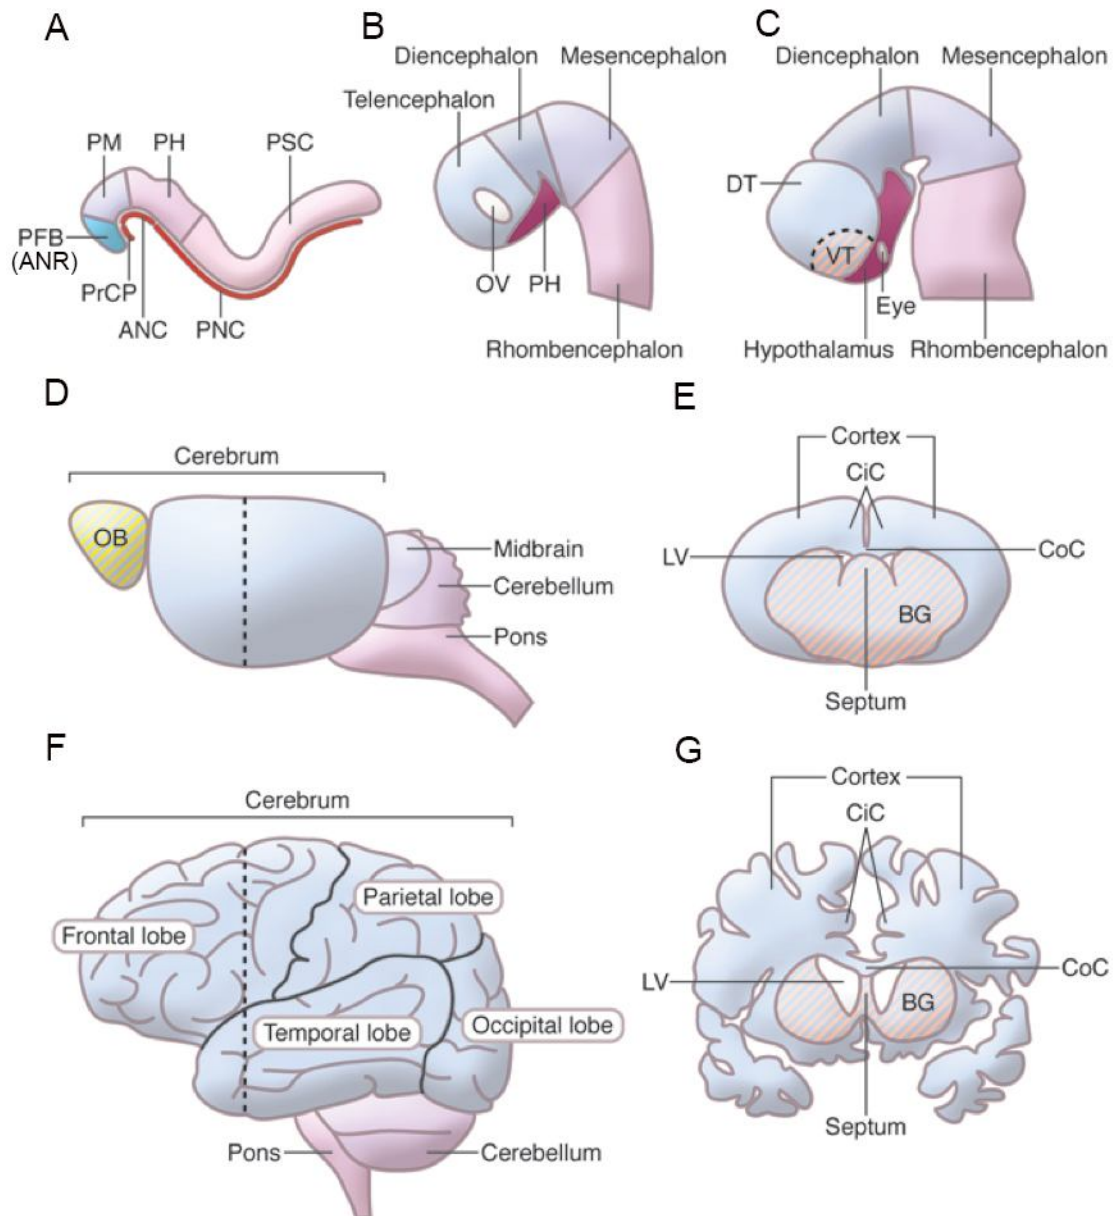 A
B
C
Diencephalon Mesencephalon
Diencephalon Mesencephalon
Telencephalon
PM PH PSC
DT
PFB
(ANR)
VT
PrCP
OV PH
Eye
ANC PNC
Rhombencephalon
Hypothalamus Rhombencephalon
D
E
Cerebrum
Cortex
CiC
OB
Midbrain
LV
CoC
Cerebellum
BG
Pons
Septum
F
G
Cerebrum
Cortex
CiC
Parietal lobe
Frontal lobe
CoC
LV
BG
Temporal lobe
Occipital lobe
Septum
Pons
Cerebellum